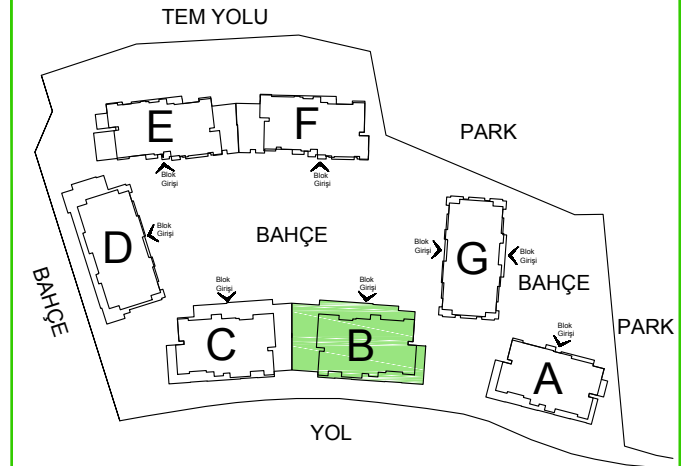 TEM YOLU
E
F
PARK
Blok
Girişi
Blok
Girişi
D
Blok
Girişi
BAHÇE
Blok
Girişi
G
Blok
Girişi
BAHÇE
BAHÇE
Blok
Girişi
Blok
Girişi
C
B
Blok
Girişi
PARK
A
YOL